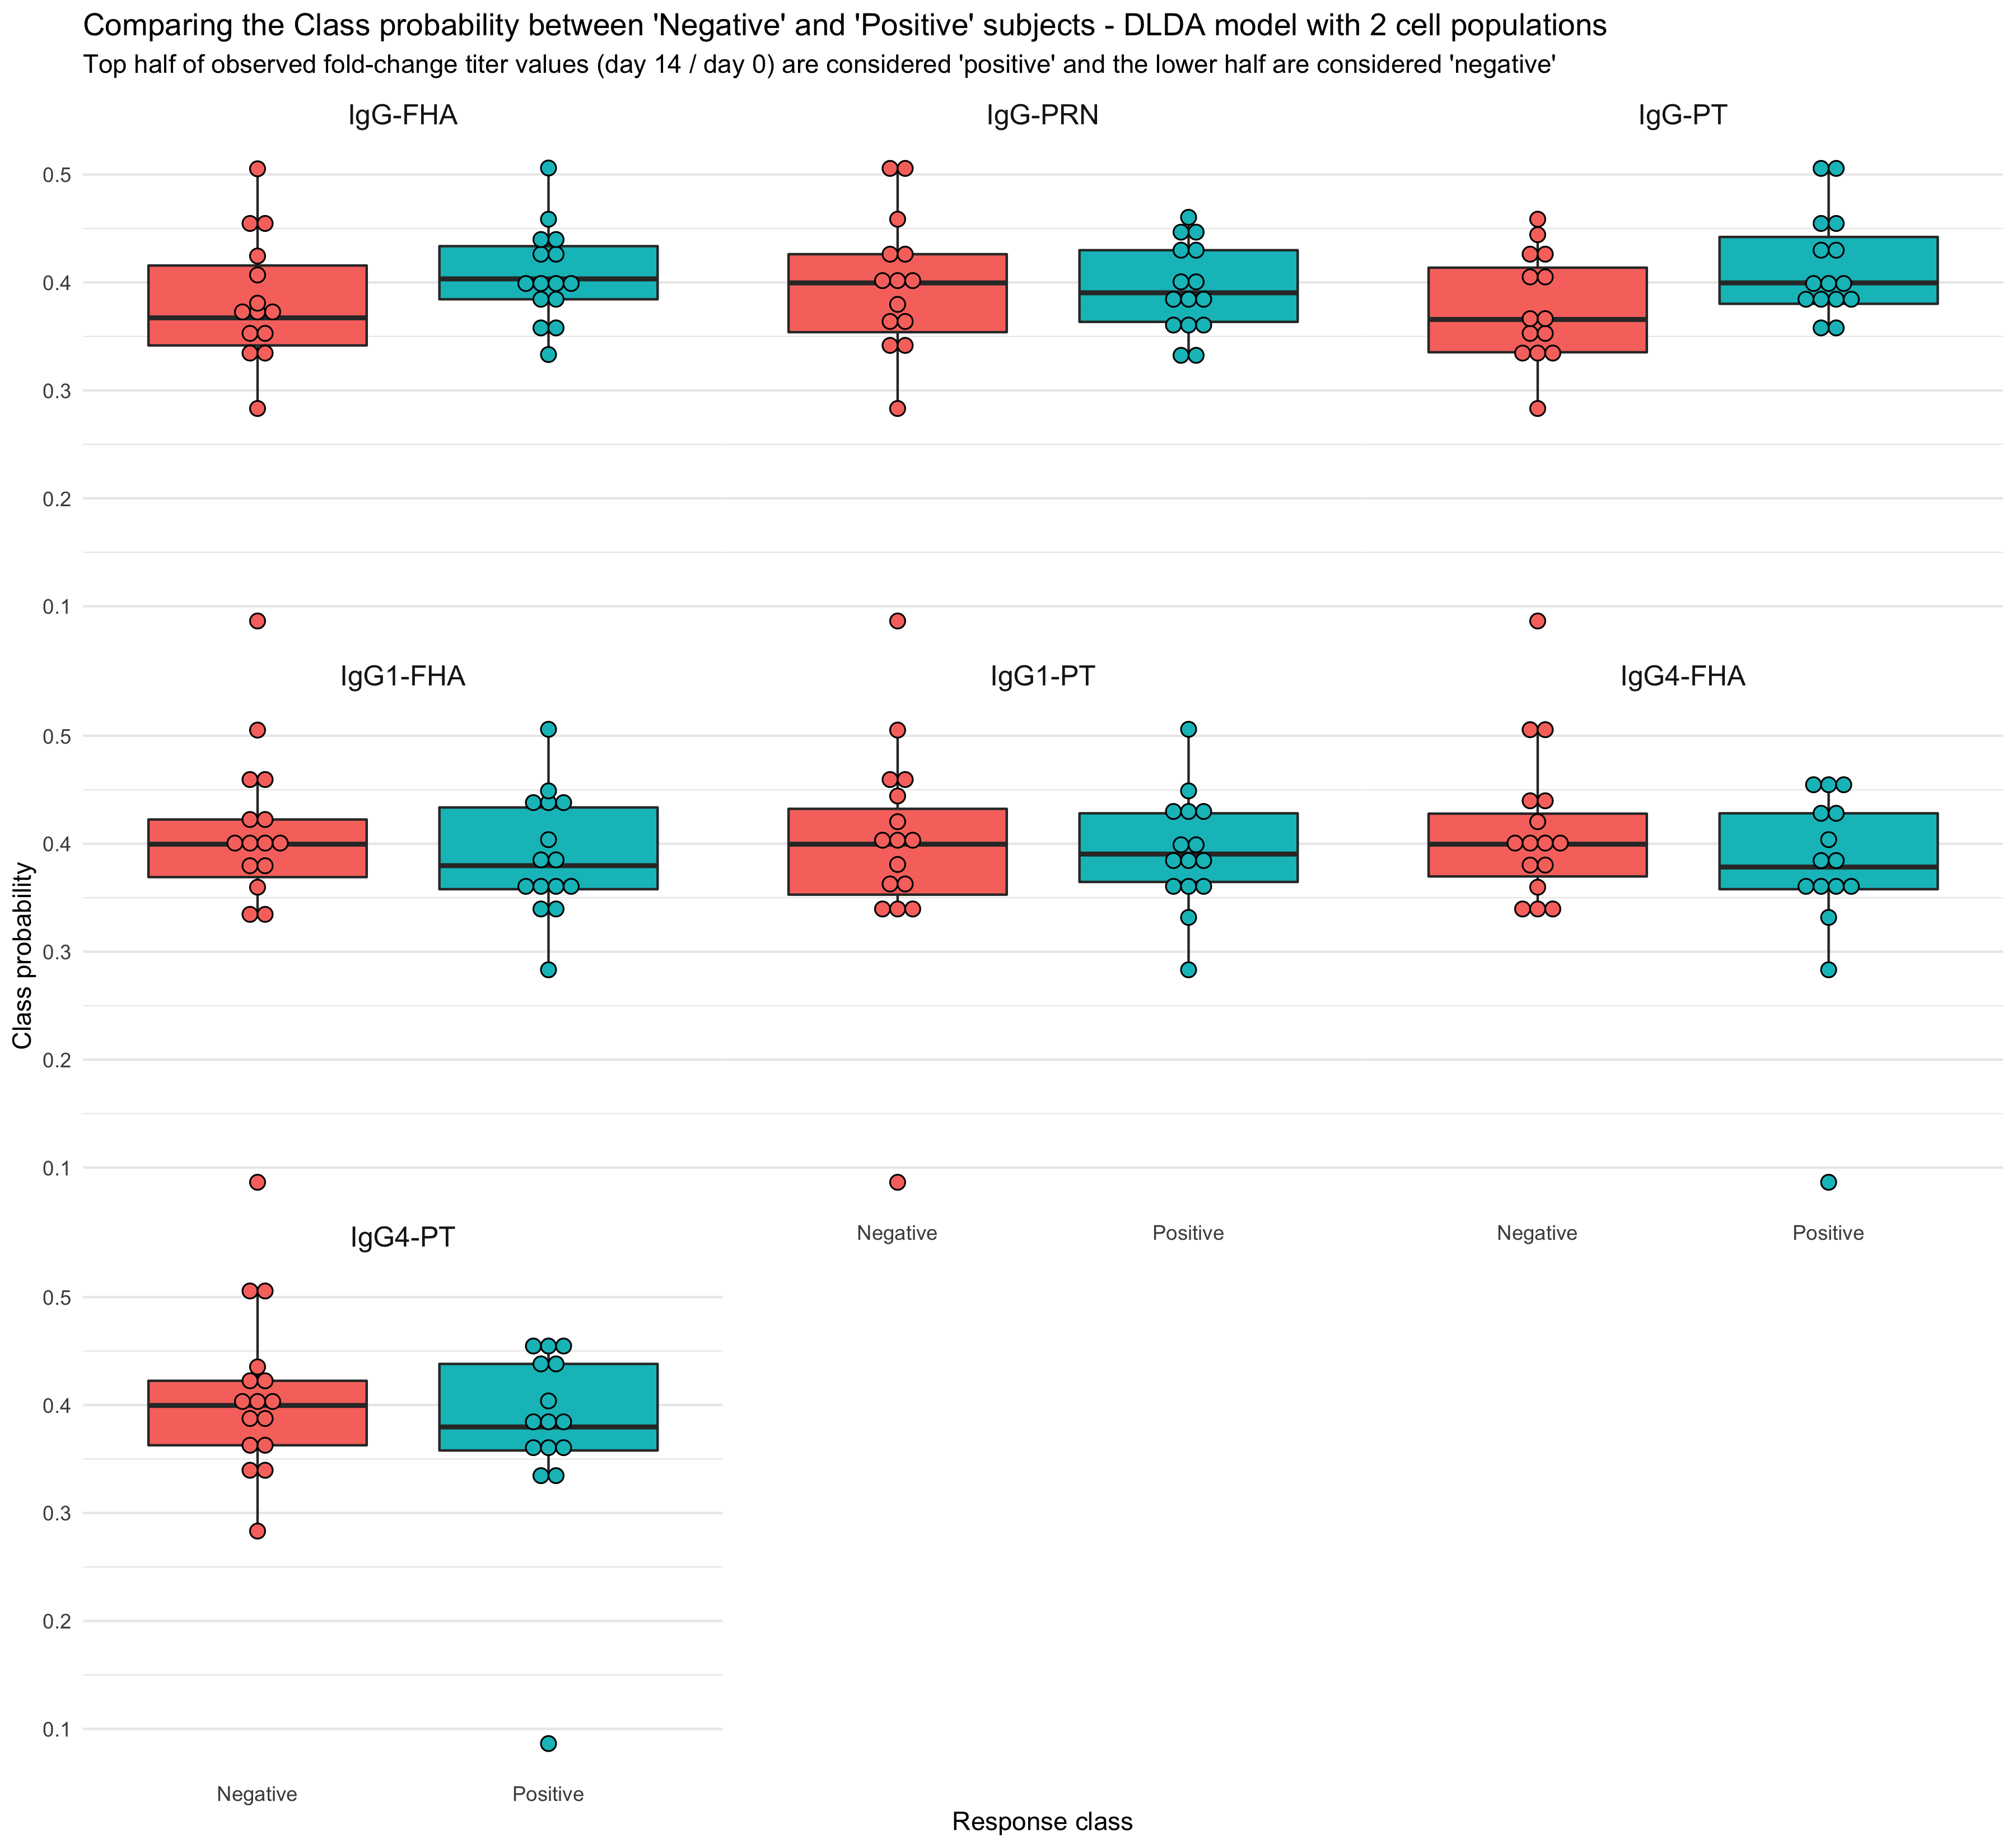 Comparing the Class probability between 'Negative' and 'Positive' subjects - DLDA model with 2 cell populations
Top half of observed fold-change titer values (day 14 / day 0) are considered 'positive' and the lower half are considered 'negative'
IgG-FHA IgG-PRN IgG-PT
0.5
0.4
0.3
0.2
0.1
IgG1-FHA IgG1-PT IgG4-FHA
0.5
0.4
0.3
0.2
0.1
Class probability
Negative Positive Negative Positive
IgG4-PT
0.5
0.4
0.3
0.2
0.1
Negative Positive
Response class